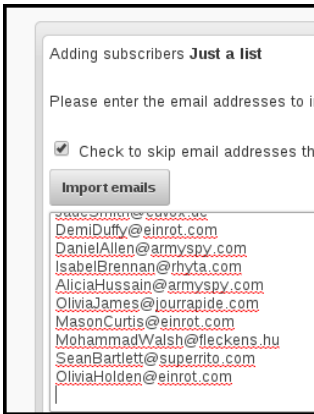 Adding subscribers Just a list
Please enter the email addresses to i
Check to skip email addresses th
Import emails
DemiDuffy@einrot.com
DanielAllen@armyspy.com
IsabelBrennan@rhyta.com
AliciaHussain@armyspy.com
OliviaJames@jourrapide.com
MasonCurtis@einrot.com
MohammadWalsh@fleckens.hu
SeanBartlett@superrito.com
OliviaHolden@einrot.com